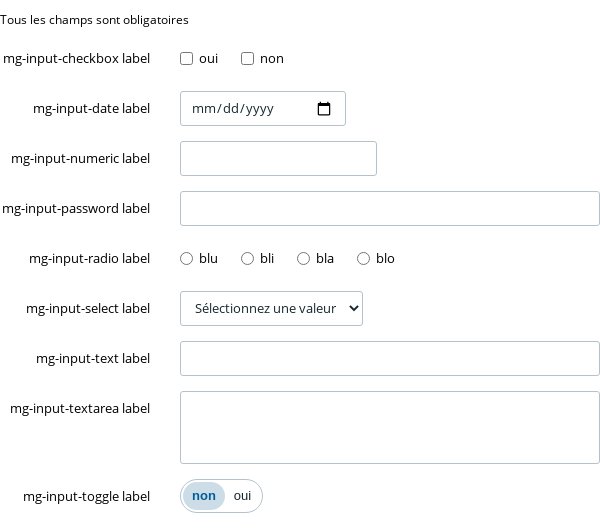 Tous les champs sont obligatoires
mg-input-checkbox label oui non
mg-input-date label mm/dd/yyyy
mg-input-numeric label
mg-input-password label
mg-input-radio label blu bli bla blo
mg-input-select label Sélectionnez une valeur
mg-input-text label
mg-input-textarea label
mg-input-toggle label non oui